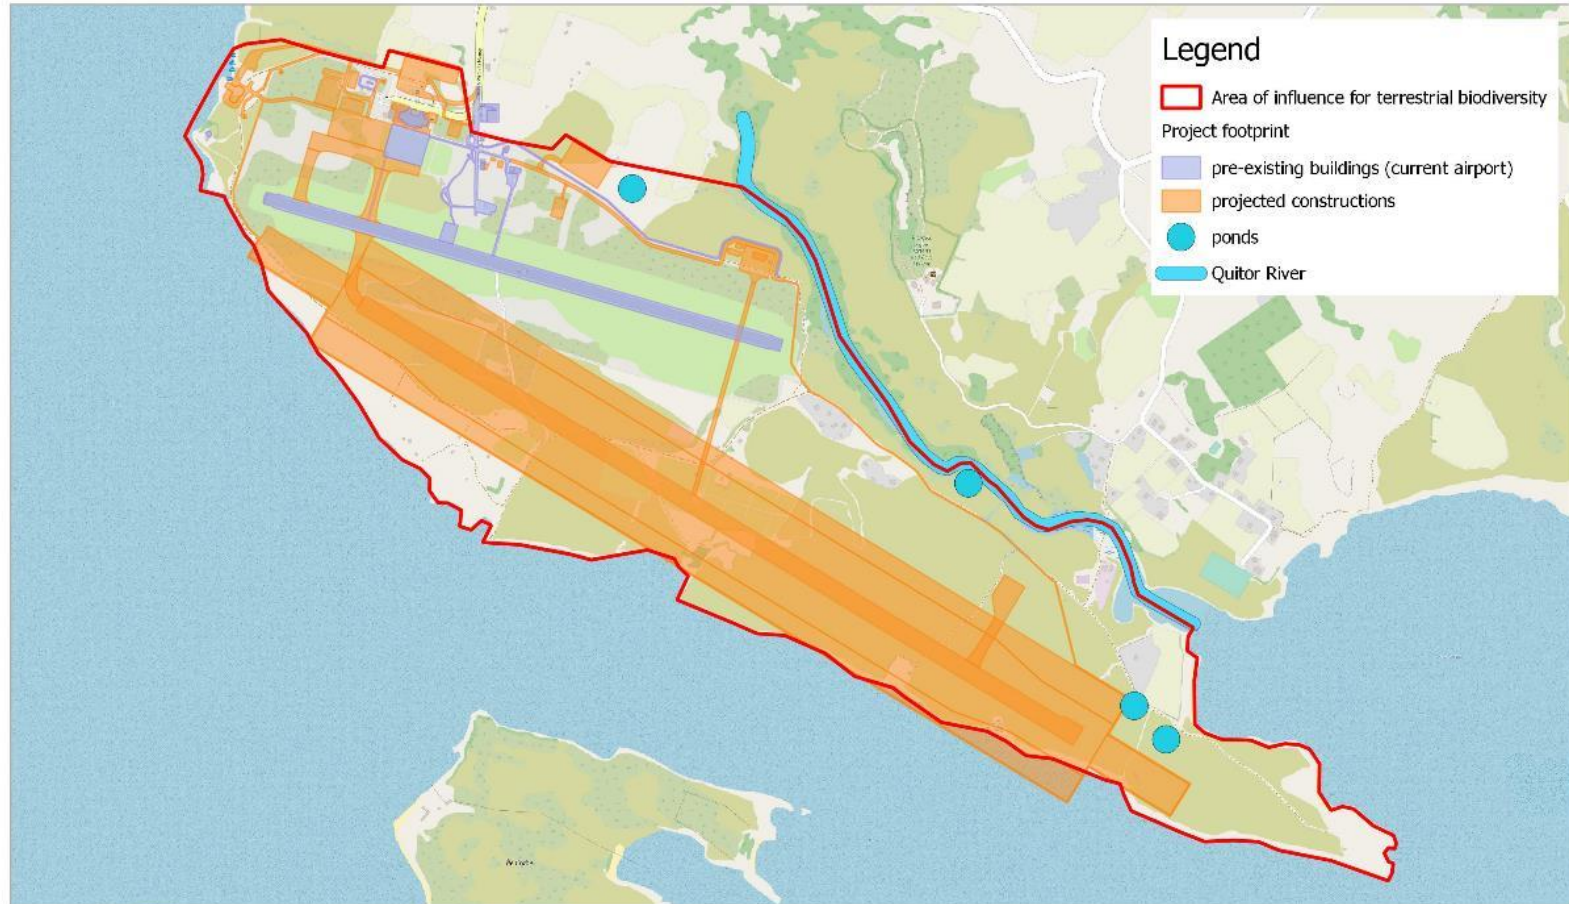 Legend
Area of influence for terrestrial biodiversity
Project footprint
pre-existing buildings (current airport)
projected constructions
ponds
Quitor River